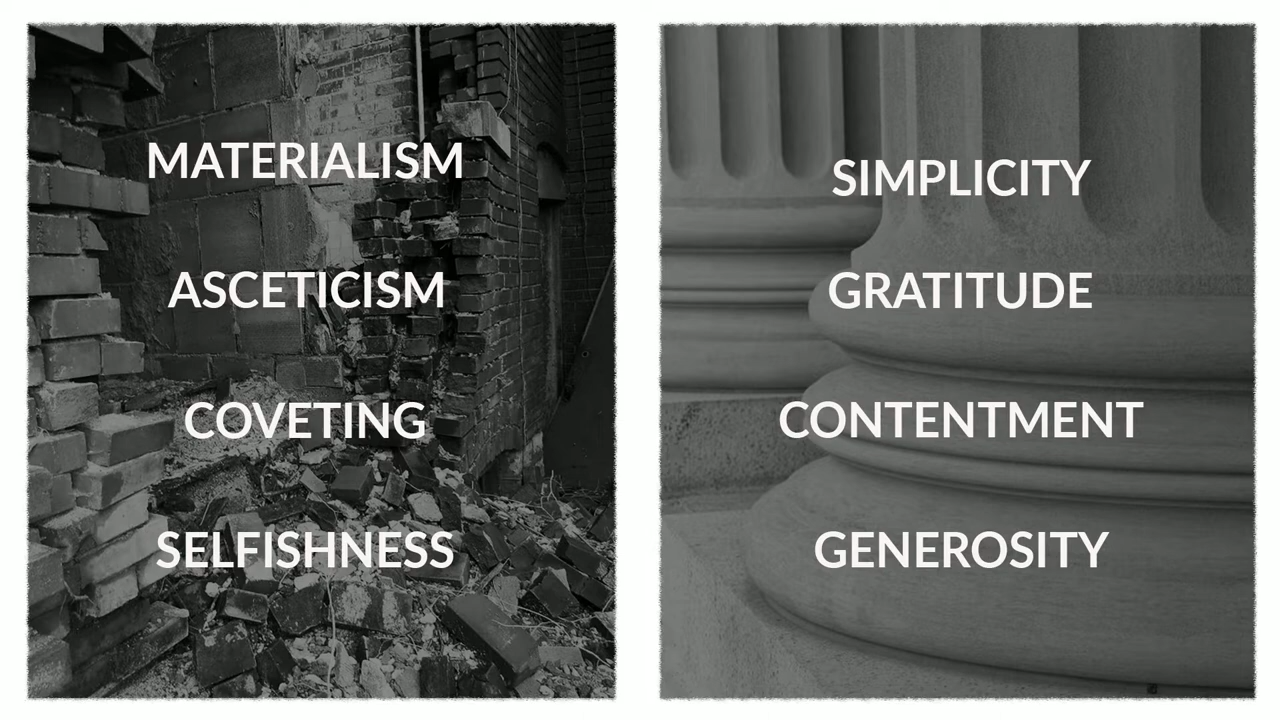 MATERIALISM
ASCETICISM
COVETING
SELFISHNESS
SIMPLICITY
GRATITUDE
CONTENTMENT
GENEROSITY